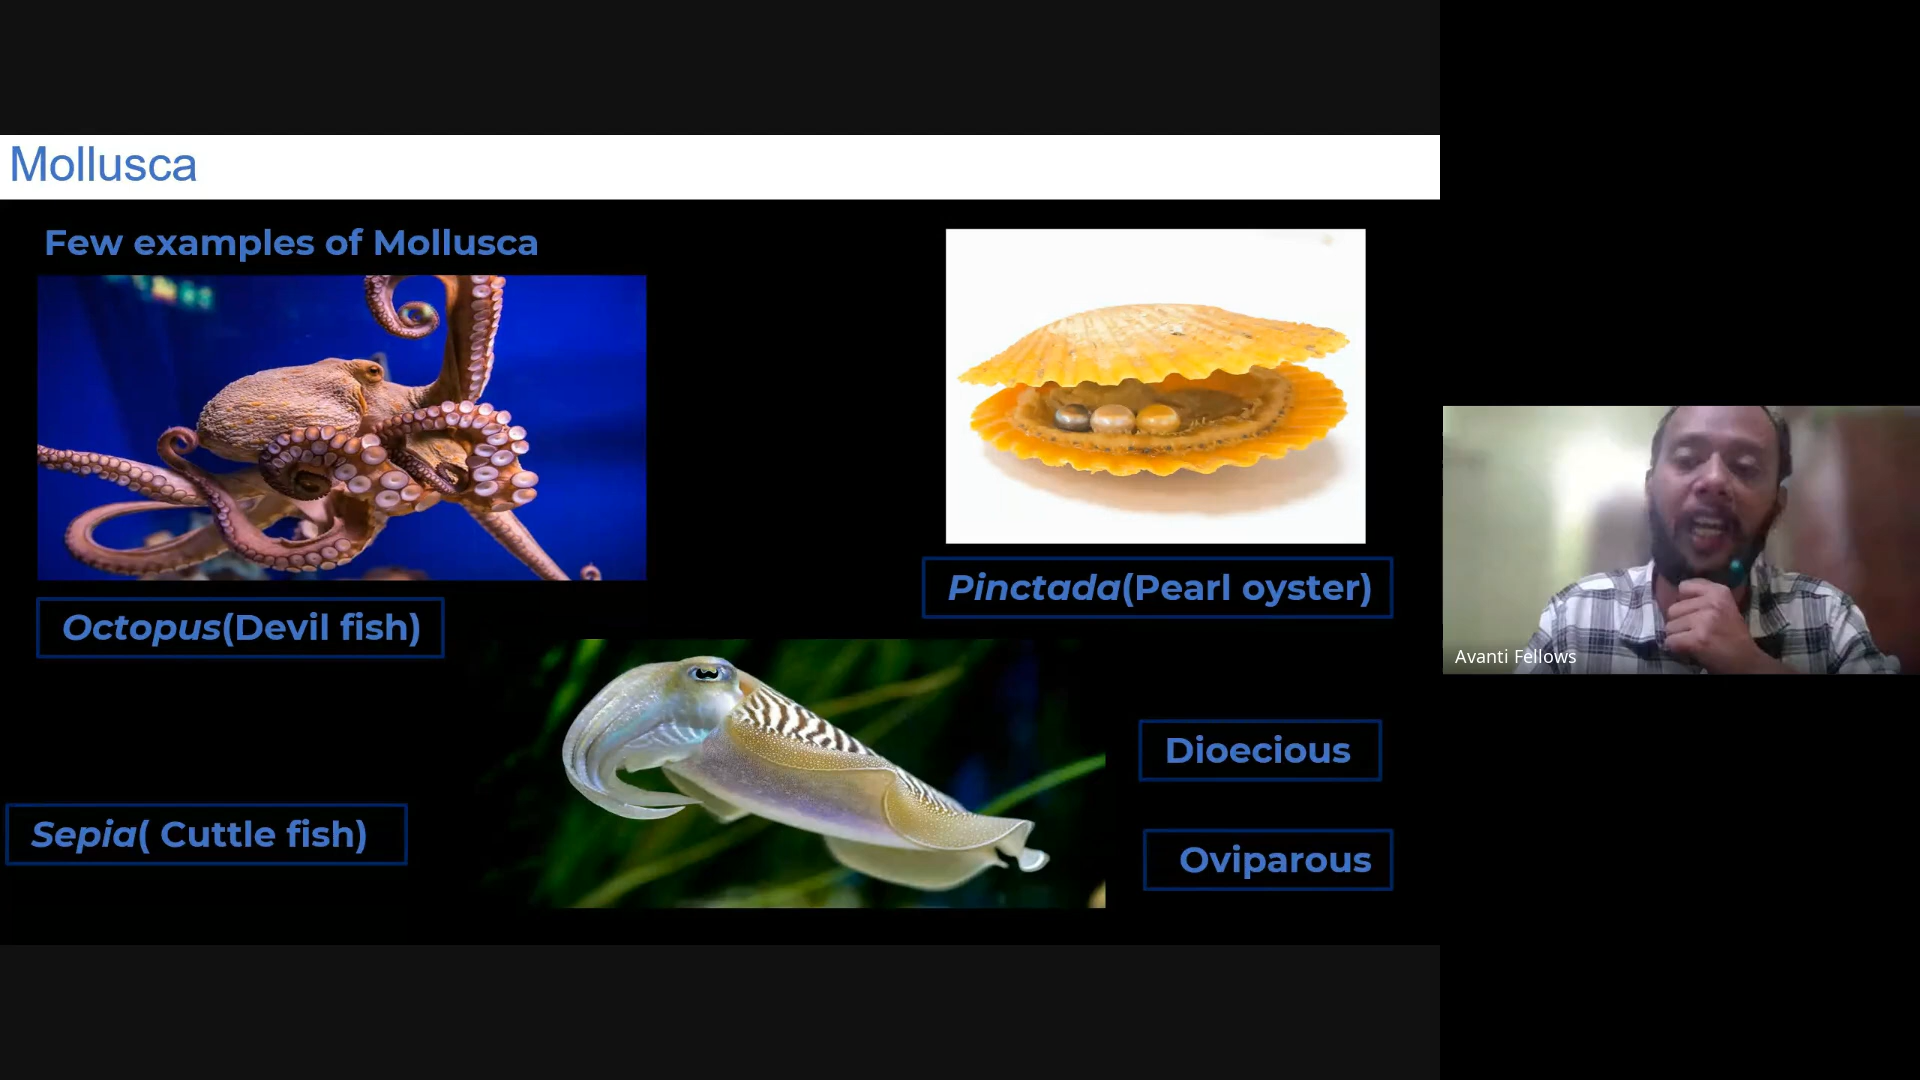 Mollusca
Few examples of Mollusca
Octopus(Devil fish)
Pinctada(Pearl oyster)
Sepia( Cuttle fish)
Dioecious
Oviparous
Avanti Fellows